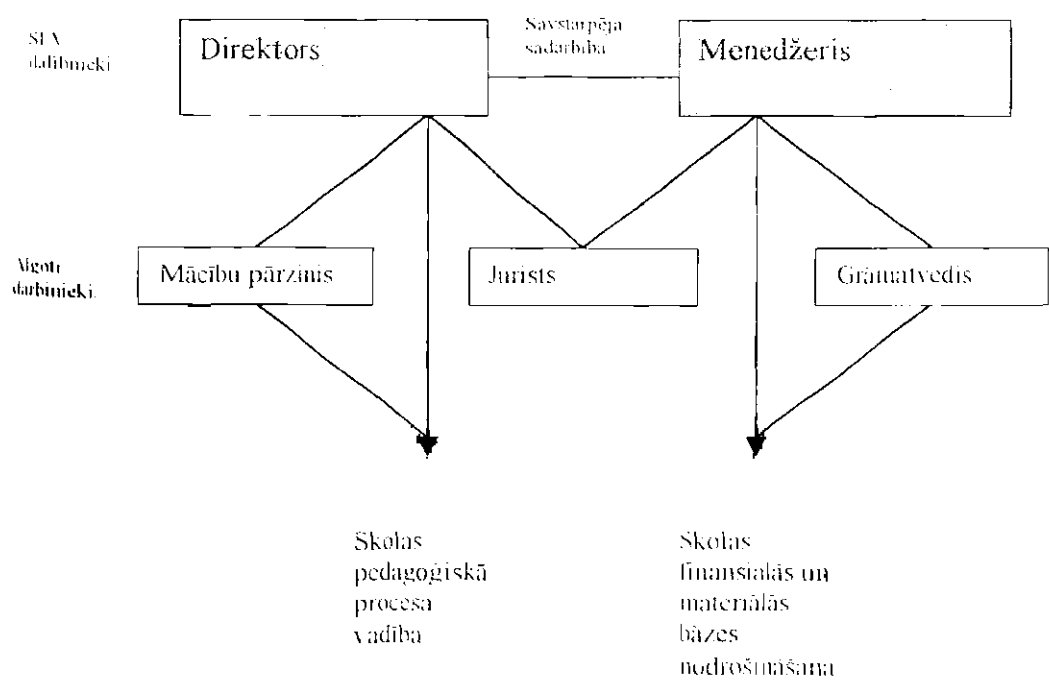 SIA
dalībnieki
Direktors
Savstarpēja
sadarbība
Menedžeris
Algoti
darbinieki.
Mācību pārzinis
Jurists
Grāmatvedis
Skolas
pedagoģiskā
procesa
vadība
Skolas
finansiālās un
materiālās
bāzes
nodrošināšana